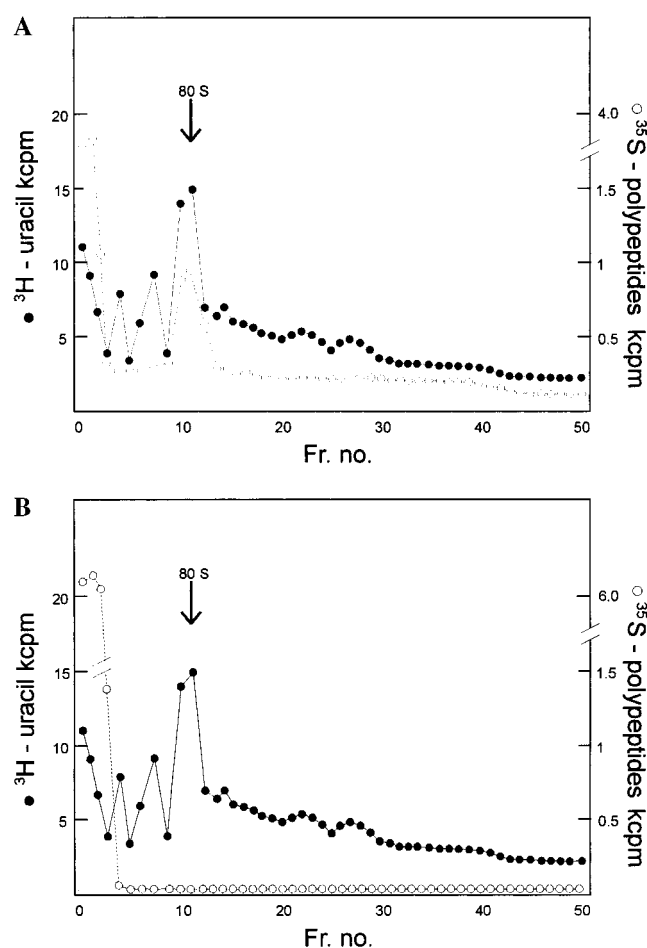 A
80 S
20
15
10
5
● ³H - uracil kcpm
4.0
1.5
1
0.5
○ ³⁵S - polypeptides kcpm
0 10 20 30 40 50
Fr. no.
B
80 S
20
15
10
5
● ³H - uracil kcpm
6.0
1.5
1
0.5
○ ³⁵S - polypeptides kcpm
0 10 20 30 40 50
Fr. no.